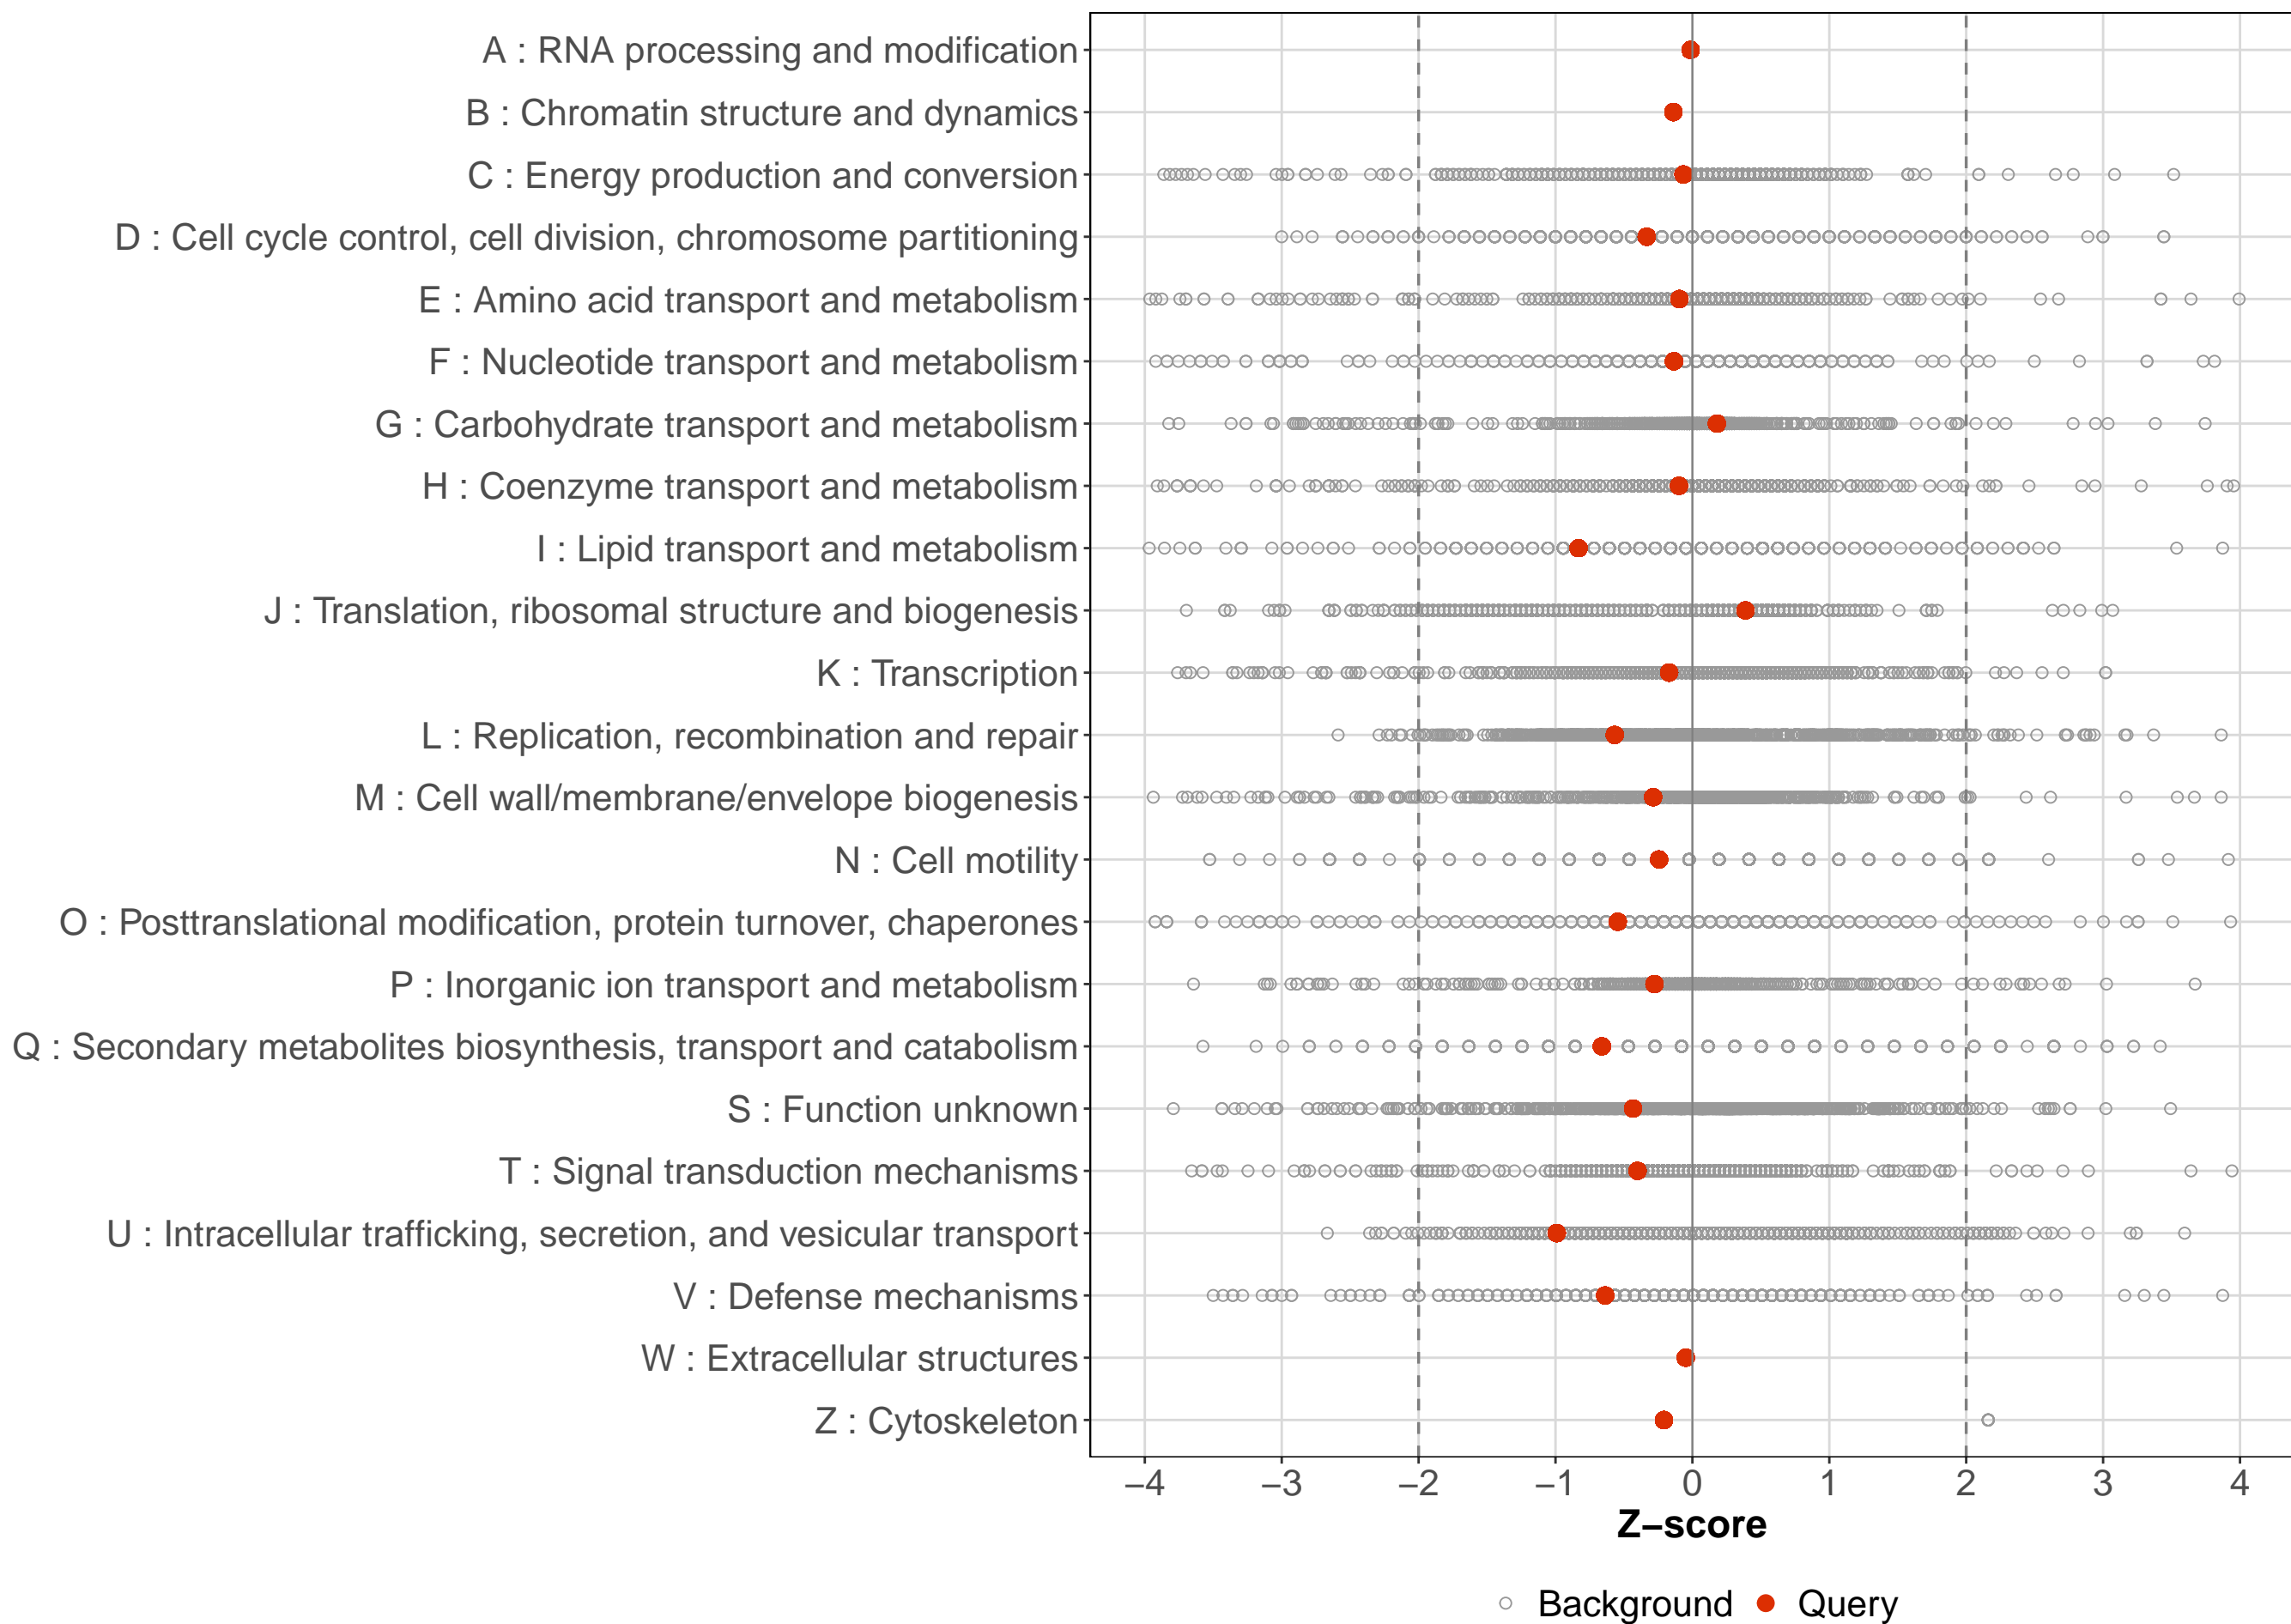 A : RNA processing and modification
B : Chromatin structure and dynamics
C : Energy production and conversion
D : Cell cycle control, cell division, chromosome partitioning
E : Amino acid transport and metabolism
F : Nucleotide transport and metabolism
G : Carbohydrate transport and metabolism
H : Coenzyme transport and metabolism
I : Lipid transport and metabolism
J : Translation, ribosomal structure and biogenesis
K : Transcription
L : Replication, recombination and repair
M : Cell wall/membrane/envelope biogenesis
N : Cell motility
O : Posttranslational modification, protein turnover, chaperones
P : Inorganic ion transport and metabolism
Q : Secondary metabolites biosynthesis, transport and catabolism
S : Function unknown
T : Signal transduction mechanisms
U : Intracellular trafficking, secretion, and vesicular transport
V : Defense mechanisms
W : Extracellular structures
Z : Cytoskeleton
−4 −3 −2 −1 0 1 2 3 4
Z−score
Background Query